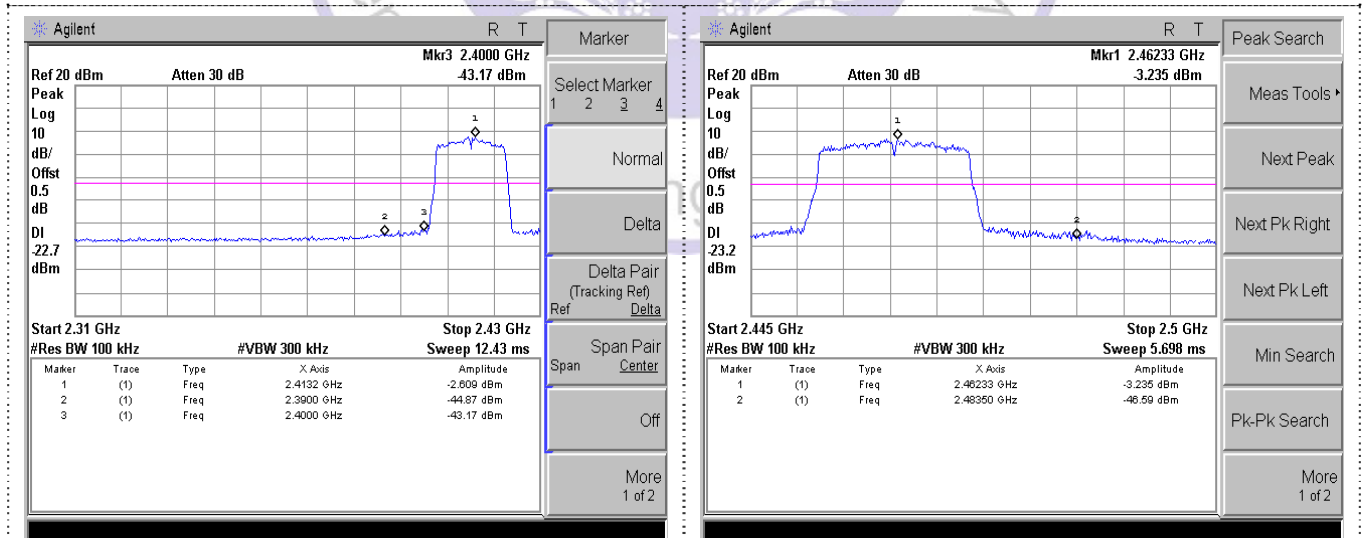 Agilent R T Marker
Mkr3 2.4000 GHz
Ref 20 dBm Atten 30 dB -43.17 dBm
Peak
Log
10
dB/
Offst
0.5
dB
DI
-22.7
dBm
1
2
3
Start 2.31 GHz Stop 2.43 GHz
#Res BW 100 kHz #VBW 300 kHz Sweep 12.43 ms
Marker Trace Type X Axis Amplitude
1 (1) Freq 2.4132 GHz -2.609 dBm
2 (1) Freq 2.3900 GHz -44.87 dBm
3 (1) Freq 2.4000 GHz -43.17 dBm
Select Marker
1 2 3 4
Normal
Delta
Delta Pair
(Tracking Ref)
Ref Delta
Span Pair
Span Center
Off
More
1 of 2
Agilent R T Peak Search
Mkr1 2.46233 GHz
Ref 20 dBm Atten 30 dB -3.235 dBm
Peak
Log
10
dB/
Offst
0.5
dB
DI
-23.2
dBm
1
2
Start 2.445 GHz Stop 2.5 GHz
#Res BW 100 kHz #VBW 300 kHz Sweep 5.698 ms
Marker Trace Type X Axis Amplitude
1 (1) Freq 2.46233 GHz -3.235 dBm
2 (1) Freq 2.48350 GHz -46.59 dBm
Meas Tools
Next Peak
Next Pk Right
Next Pk Left
Min Search
Pk-Pk Search
More
1 of 2